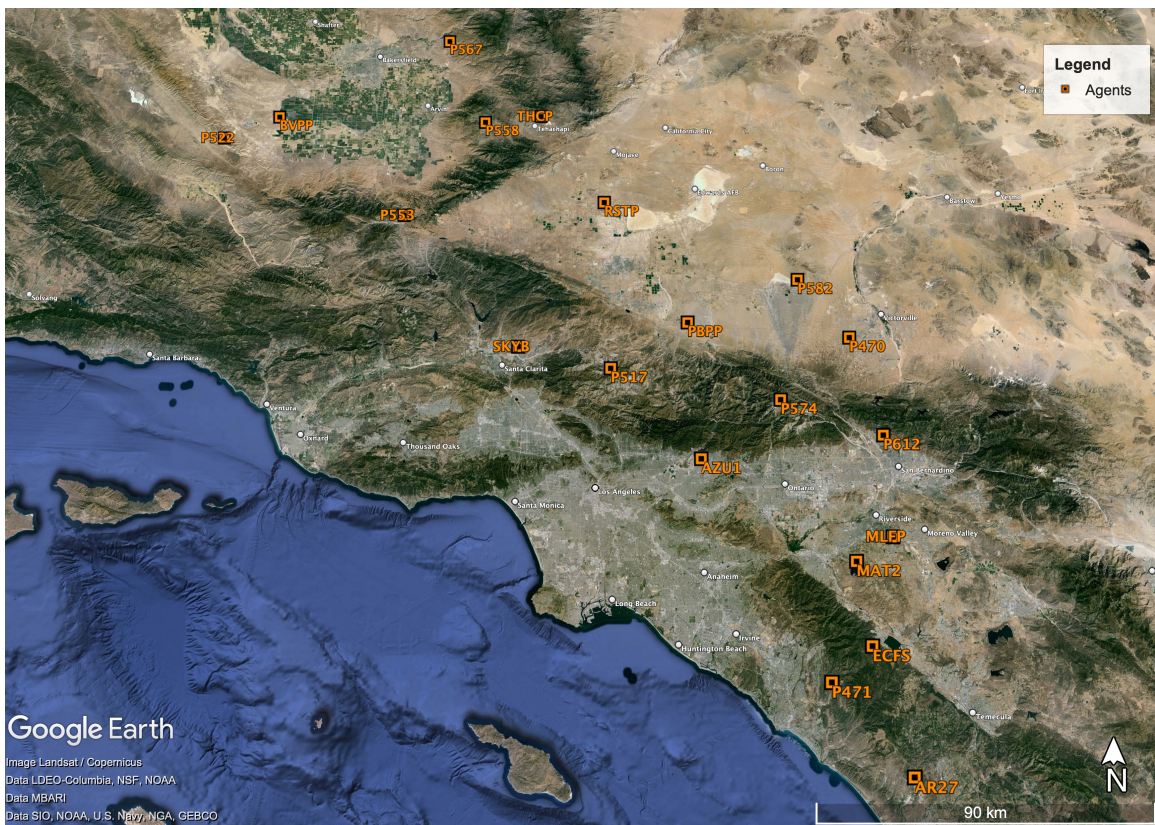 Shafter
P567
Bakersfield
Legend
Agents
Arvin
BVPP
P522
P558
THCP
Tehachapi
California City
Mojave
Boron
Edwards AFB
Barstow
Yermo
RSTP
P553
P582
Solvang
Victorville
PBPP
P470
SKYB
Santa Barbara
Santa Clarita
P517
P574
Ventura
Oxnard
Thousand Oaks
P612
AZU1
San Bernardino
Ontario
Los Angeles
Santa Monica
Riverside
Moreno Valley
MLFP
MAT2
Anaheim
Long Beach
Irvine
Huntington Beach
ECFS
P471
Temecula
Google Earth
Image Landsat / Copernicus
Data LDEO-Columbia, NSF, NOAA
Data MBARI
Data SIO, NOAA, U.S. Navy, NGA, GEBCO
AR27
N
90 km